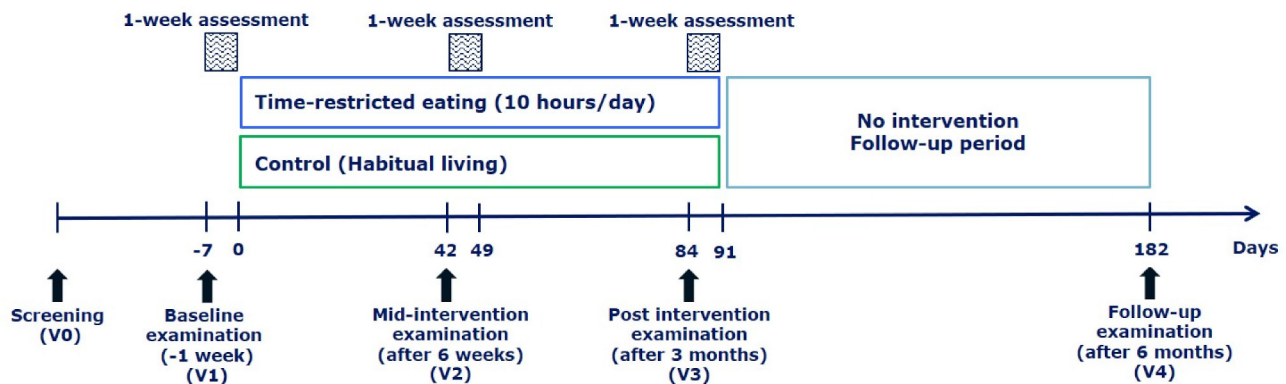 1-week assessment
1-week assessment
1-week assessment
Time-restricted eating (10 hours/day)
Control (Habitual living)
No intervention
Follow-up period
-7 0 42 49 84 91 182 Days
Screening
(V0)
Baseline
examination
(-1 week)
(V1)
Mid-intervention
examination
(after 6 weeks)
(V2)
Post intervention
examination
(after 3 months)
(V3)
Follow-up
examination
(after 6 months)
(V4)